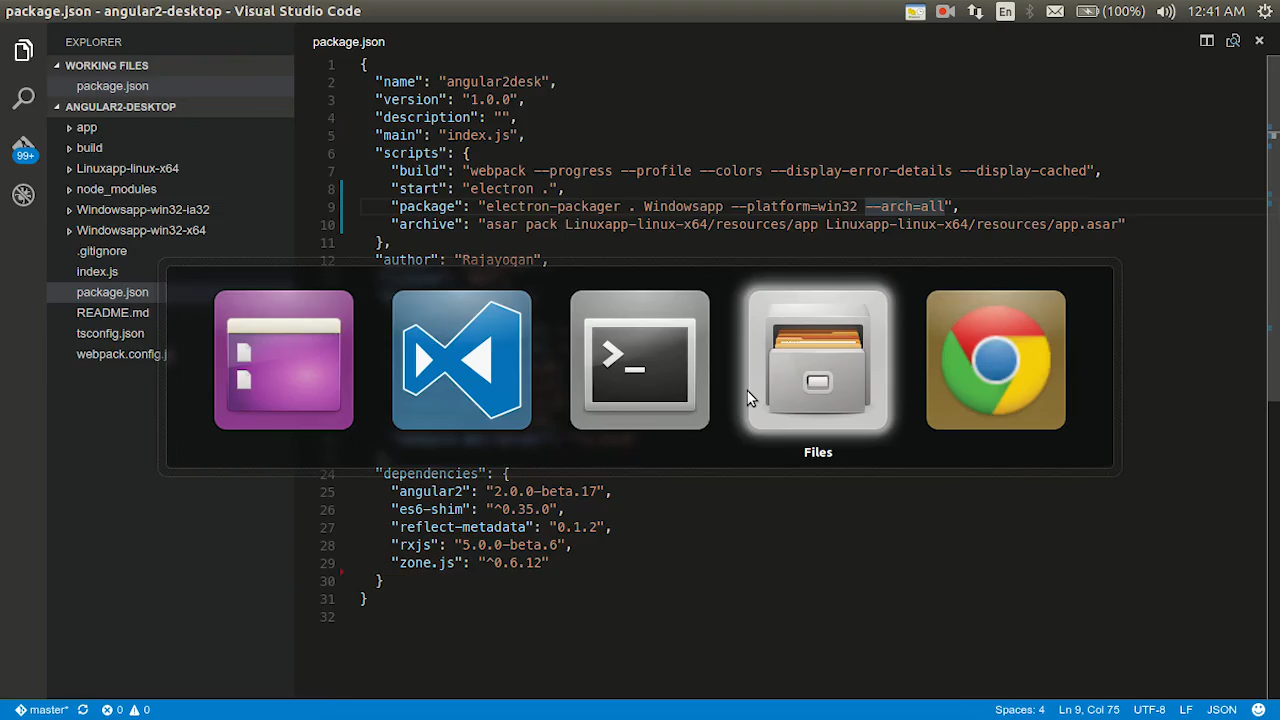 package.json - angular2-desktop - Visual Studio Code
En
(100%)
12:41 AM
EXPLORER
WORKING FILES
package.json
ANGULAR2-DESKTOP
app
build
Linuxapp-linux-x64
node_modules
Windowsapp-win32-ia32
Windowsapp-win32-x64
.gitignore
index.js
package.json
README.md
tsconfig.json
webpack.config.j
99+
package.json
1 {
2 "name": "angular2desk",
3 "version": "1.0.0",
4 "description": "",
5 "main": "index.js",
6 "scripts": {
7 "build": "webpack --progress --profile --colors --display-error-details --display-cached",
8 "start": "electron .",
9 "package": "electron-packager . Windowsapp --platform=win32 --arch=all",
10 "archive": "asar pack Linuxapp-linux-x64/resources/app Linuxapp-linux-x64/resources/app.asar"
11 },
12 "author": "Rajayogan",
Files
24 "dependencies": {
25 "angular2": "2.0.0-beta.17",
26 "es6-shim": "^0.35.0",
27 "reflect-metadata": "0.1.2",
28 "rxjs": "5.0.0-beta.6",
29 "zone.js": "^0.6.12"
30 }
31 }
32
master*
0
0
Spaces: 4
Ln 9, Col 75
UTF-8
LF
JSON